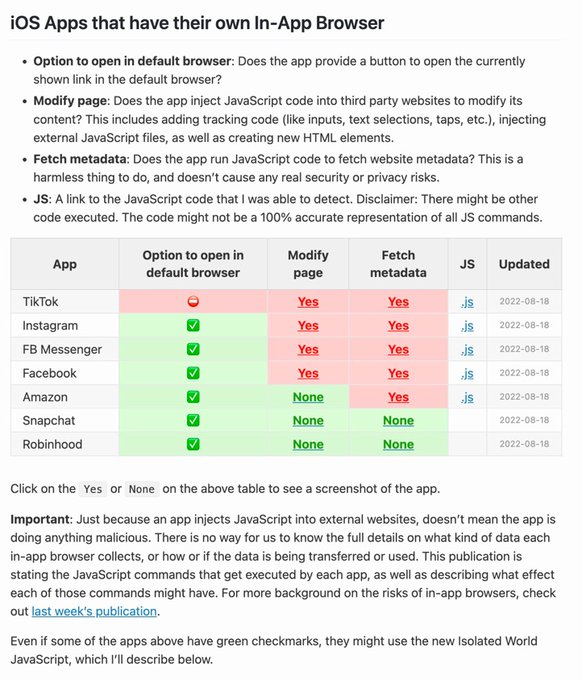 iOS Apps that have their own In-App Browser
• Option to open in default browser: Does the app provide a button to open the currently
shown link in the default browser?
• Modify page: Does the app inject JavaScript code into third party websites to modify its
content? This includes adding tracking code (like inputs, text selections, taps, etc.), injecting
external JavaScript files, as well as creating new HTML elements.
• Fetch metadata: Does the app run JavaScript code to fetch website metadata? This is a
harmless thing to do, and doesn't cause any real security or privacy risks.
• JS: A link to the JavaScript code that I was able to detect. Disclaimer: There might be other
code executed. The code might not be a 100% accurate representation of all JS commands.
App Option to open in default browser Modify page Fetch metadata JS Updated
TikTok ⛔ Yes Yes .js 2022-08-18
Instagram ✅ Yes Yes .js 2022-08-18
FB Messenger ✅ Yes Yes .js 2022-08-18
Facebook ✅ Yes Yes .js 2022-08-18
Amazon ✅ None Yes .js 2022-08-18
Snapchat ✅ None None 2022-08-18
Robinhood ✅ None None 2022-08-18
Click on the Yes or None on the above table to see a screenshot of the app.
Important: Just because an app injects JavaScript into external websites, doesn't mean the app is
doing anything malicious. There is no way for us to know the full details on what kind of data each
in-app browser collects, or how or if the data is being transferred or used. This publication is
stating the JavaScript commands that get executed by each app, as well as describing what effect
each of those commands might have. For more background on the risks of in-app browsers, check
out last week's publication.
Even if some of the apps above have green checkmarks, they might use the new Isolated World
JavaScript, which I'll describe below.